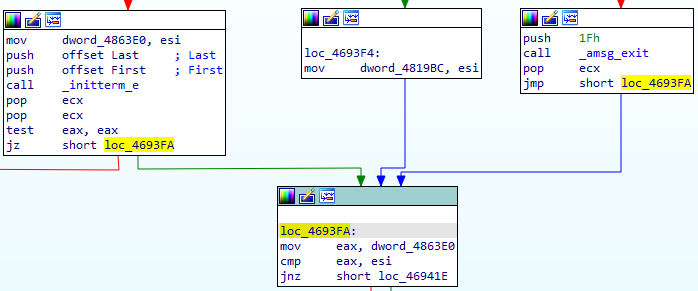 mov     dword_4863E0, esi
push    offset Last     ; Last
push    offset First    ; First
call    _initterm_e
pop     ecx
pop     ecx
test    eax, eax
jz      short loc_4693FA
loc_4693F4:
mov     dword_4819BC, esi
push    1Fh
call    _amsg_exit
pop     ecx
jmp     short loc_4693FA
loc_4693FA:
mov     eax, dword_4863E0
cmp     eax, esi
jnz     short loc_46941E